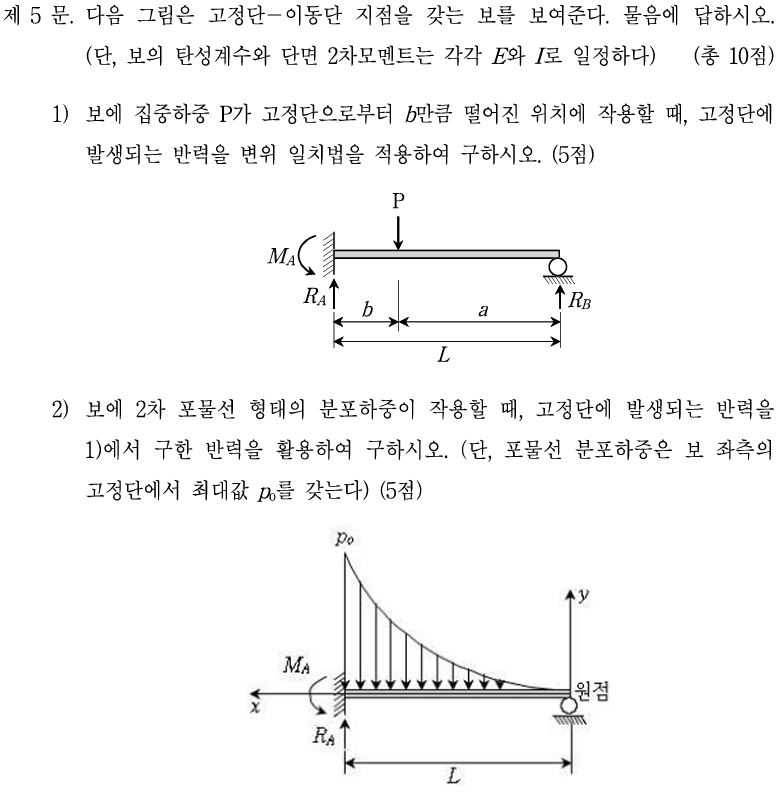 제 5 문. 다음 그림은 고정단－이동단 지점을 갖는 보를 보여준다. 물음에 답하시오.
(단, 보의 탄성계수와 단면 2차모멘트는 각각 E와 I로 일정하다) (총 10점)
1) 보에 집중하중 P가 고정단으로부터 b만큼 떨어진 위치에 작용할 때, 고정단에
발생되는 반력을 변위 일치법을 적용하여 구하시오. (5점)
P
M_A
R_A
b
a
R_B
L
2) 보에 2차 포물선 형태의 분포하중이 작용할 때, 고정단에 발생되는 반력을
1)에서 구한 반력을 활용하여 구하시오. (단, 포물선 분포하중은 보 좌측의
고정단에서 최대값 p₀를 갖는다) (5점)
p₀
y
M_A
원점
x
R_A
L